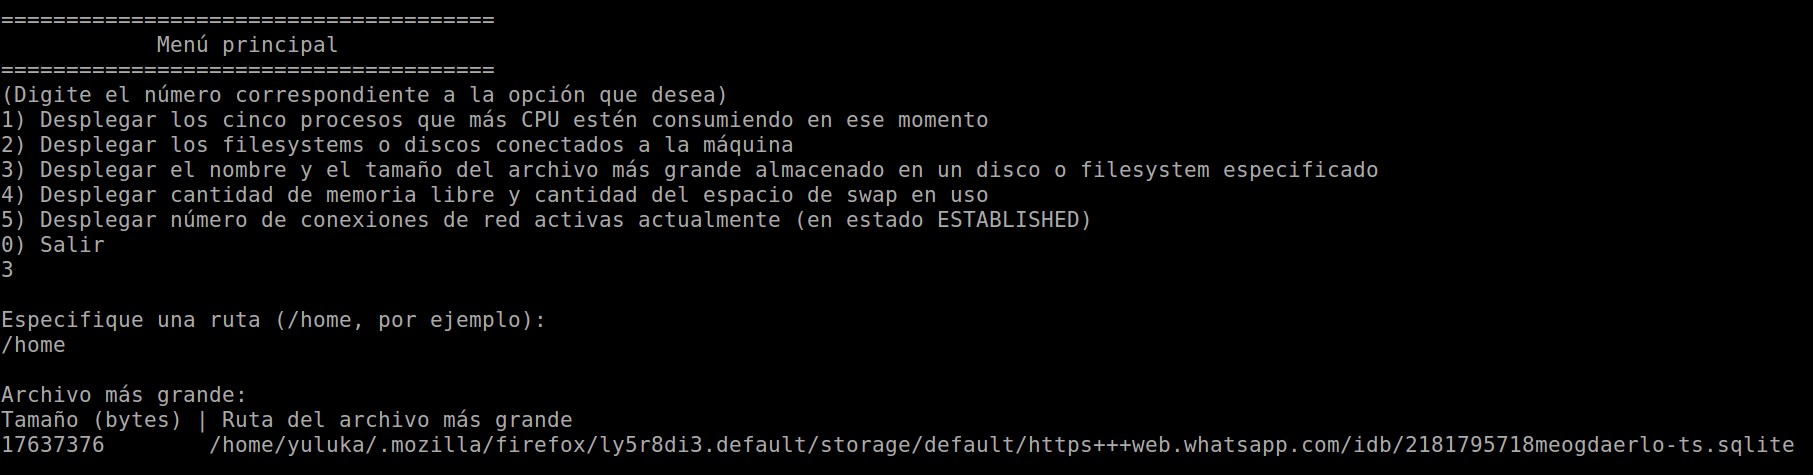 ======================================
Menú principal
======================================
(Digite el número correspondiente a la opción que desea)
1) Desplegar los cinco procesos que más CPU estén consumiendo en ese momento
2) Desplegar los filesystems o discos conectados a la máquina
3) Desplegar el nombre y el tamaño del archivo más grande almacenado en un disco o filesystem especificado
4) Desplegar cantidad de memoria libre y cantidad del espacio de swap en uso
5) Desplegar número de conexiones de red activas actualmente (en estado ESTABLISHED)
0) Salir
3
Especifique una ruta (/home, por ejemplo):
/home
Archivo más grande:
Tamaño (bytes) | Ruta del archivo más grande
17637376        /home/yuluka/.mozilla/firefox/ly5r8di3.default/storage/default/https+++web.whatsapp.com/idb/2181795718meogdaerlo-ts.sqlite